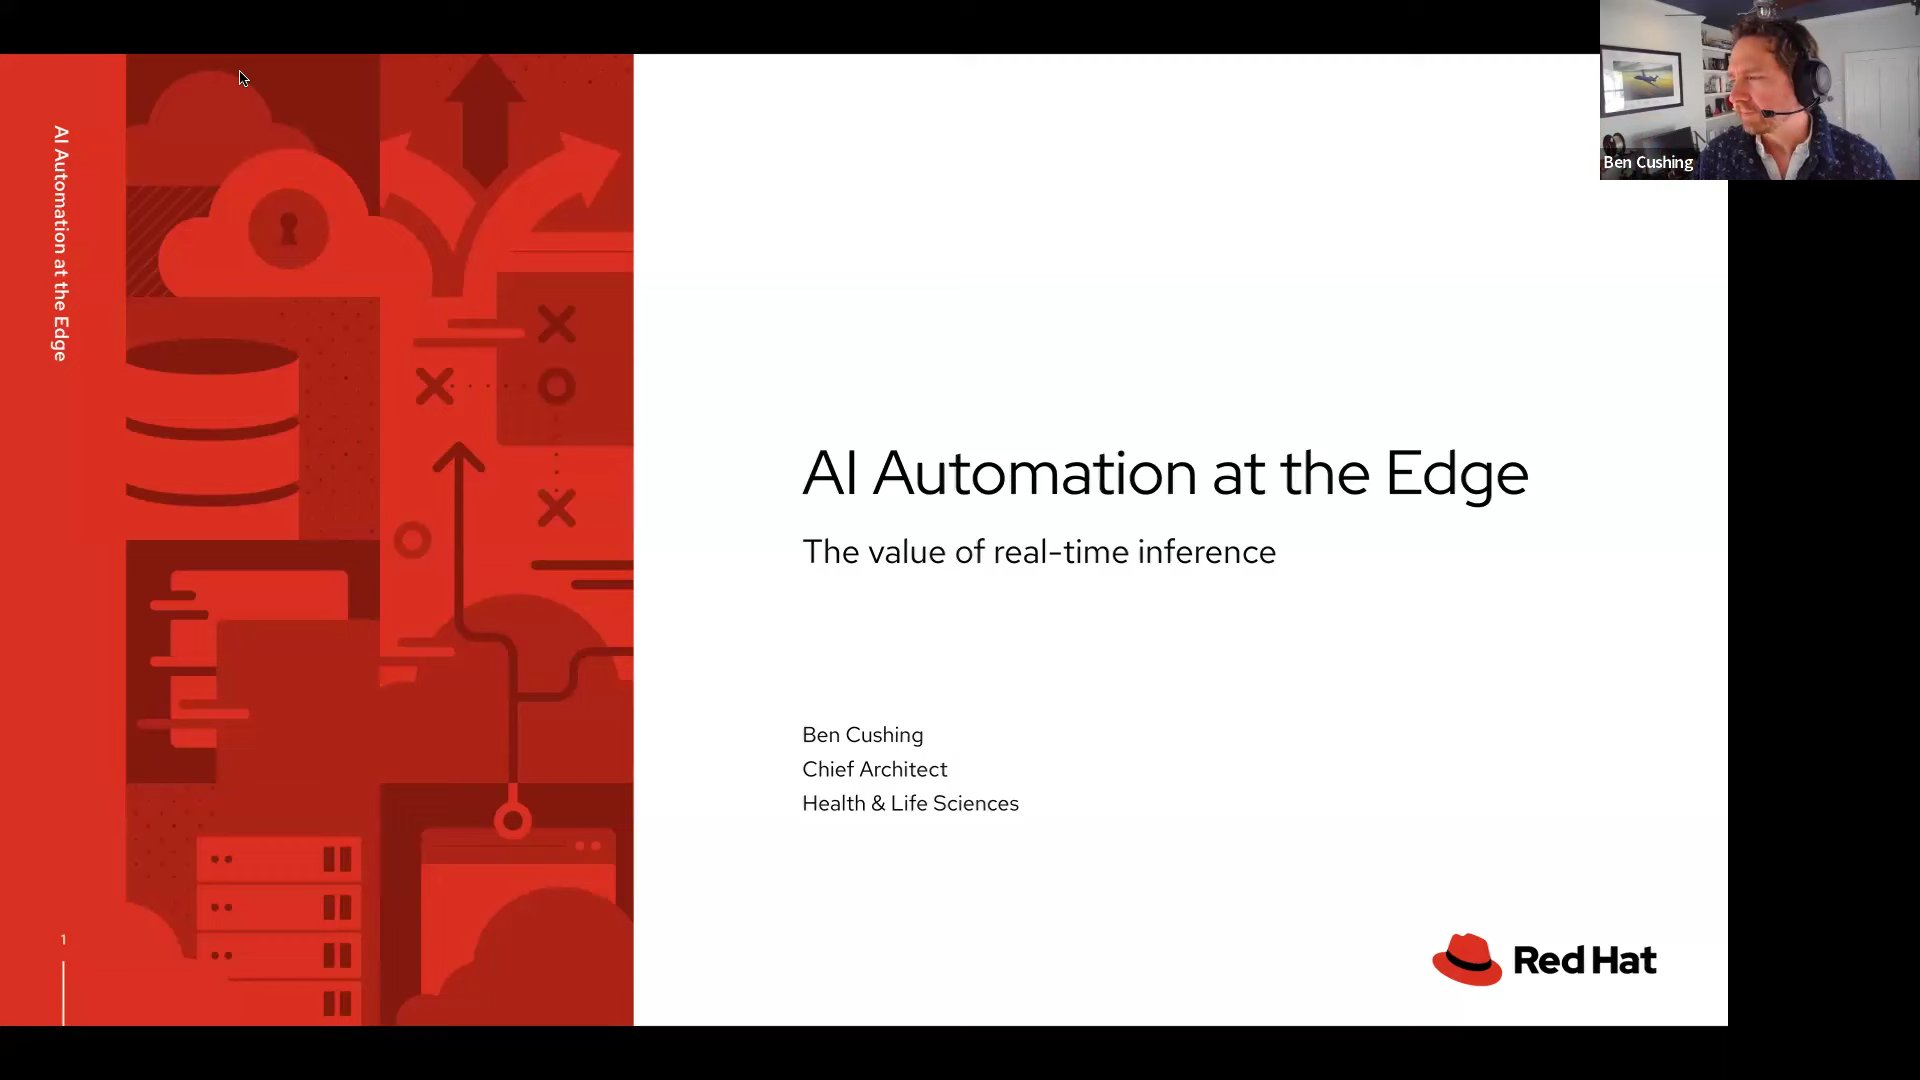 AI Automation at the Edge
1
AI Automation at the Edge
The value of real-time inference
Ben Cushing
Chief Architect
Health & Life Sciences
Red Hat
Ben Cushing